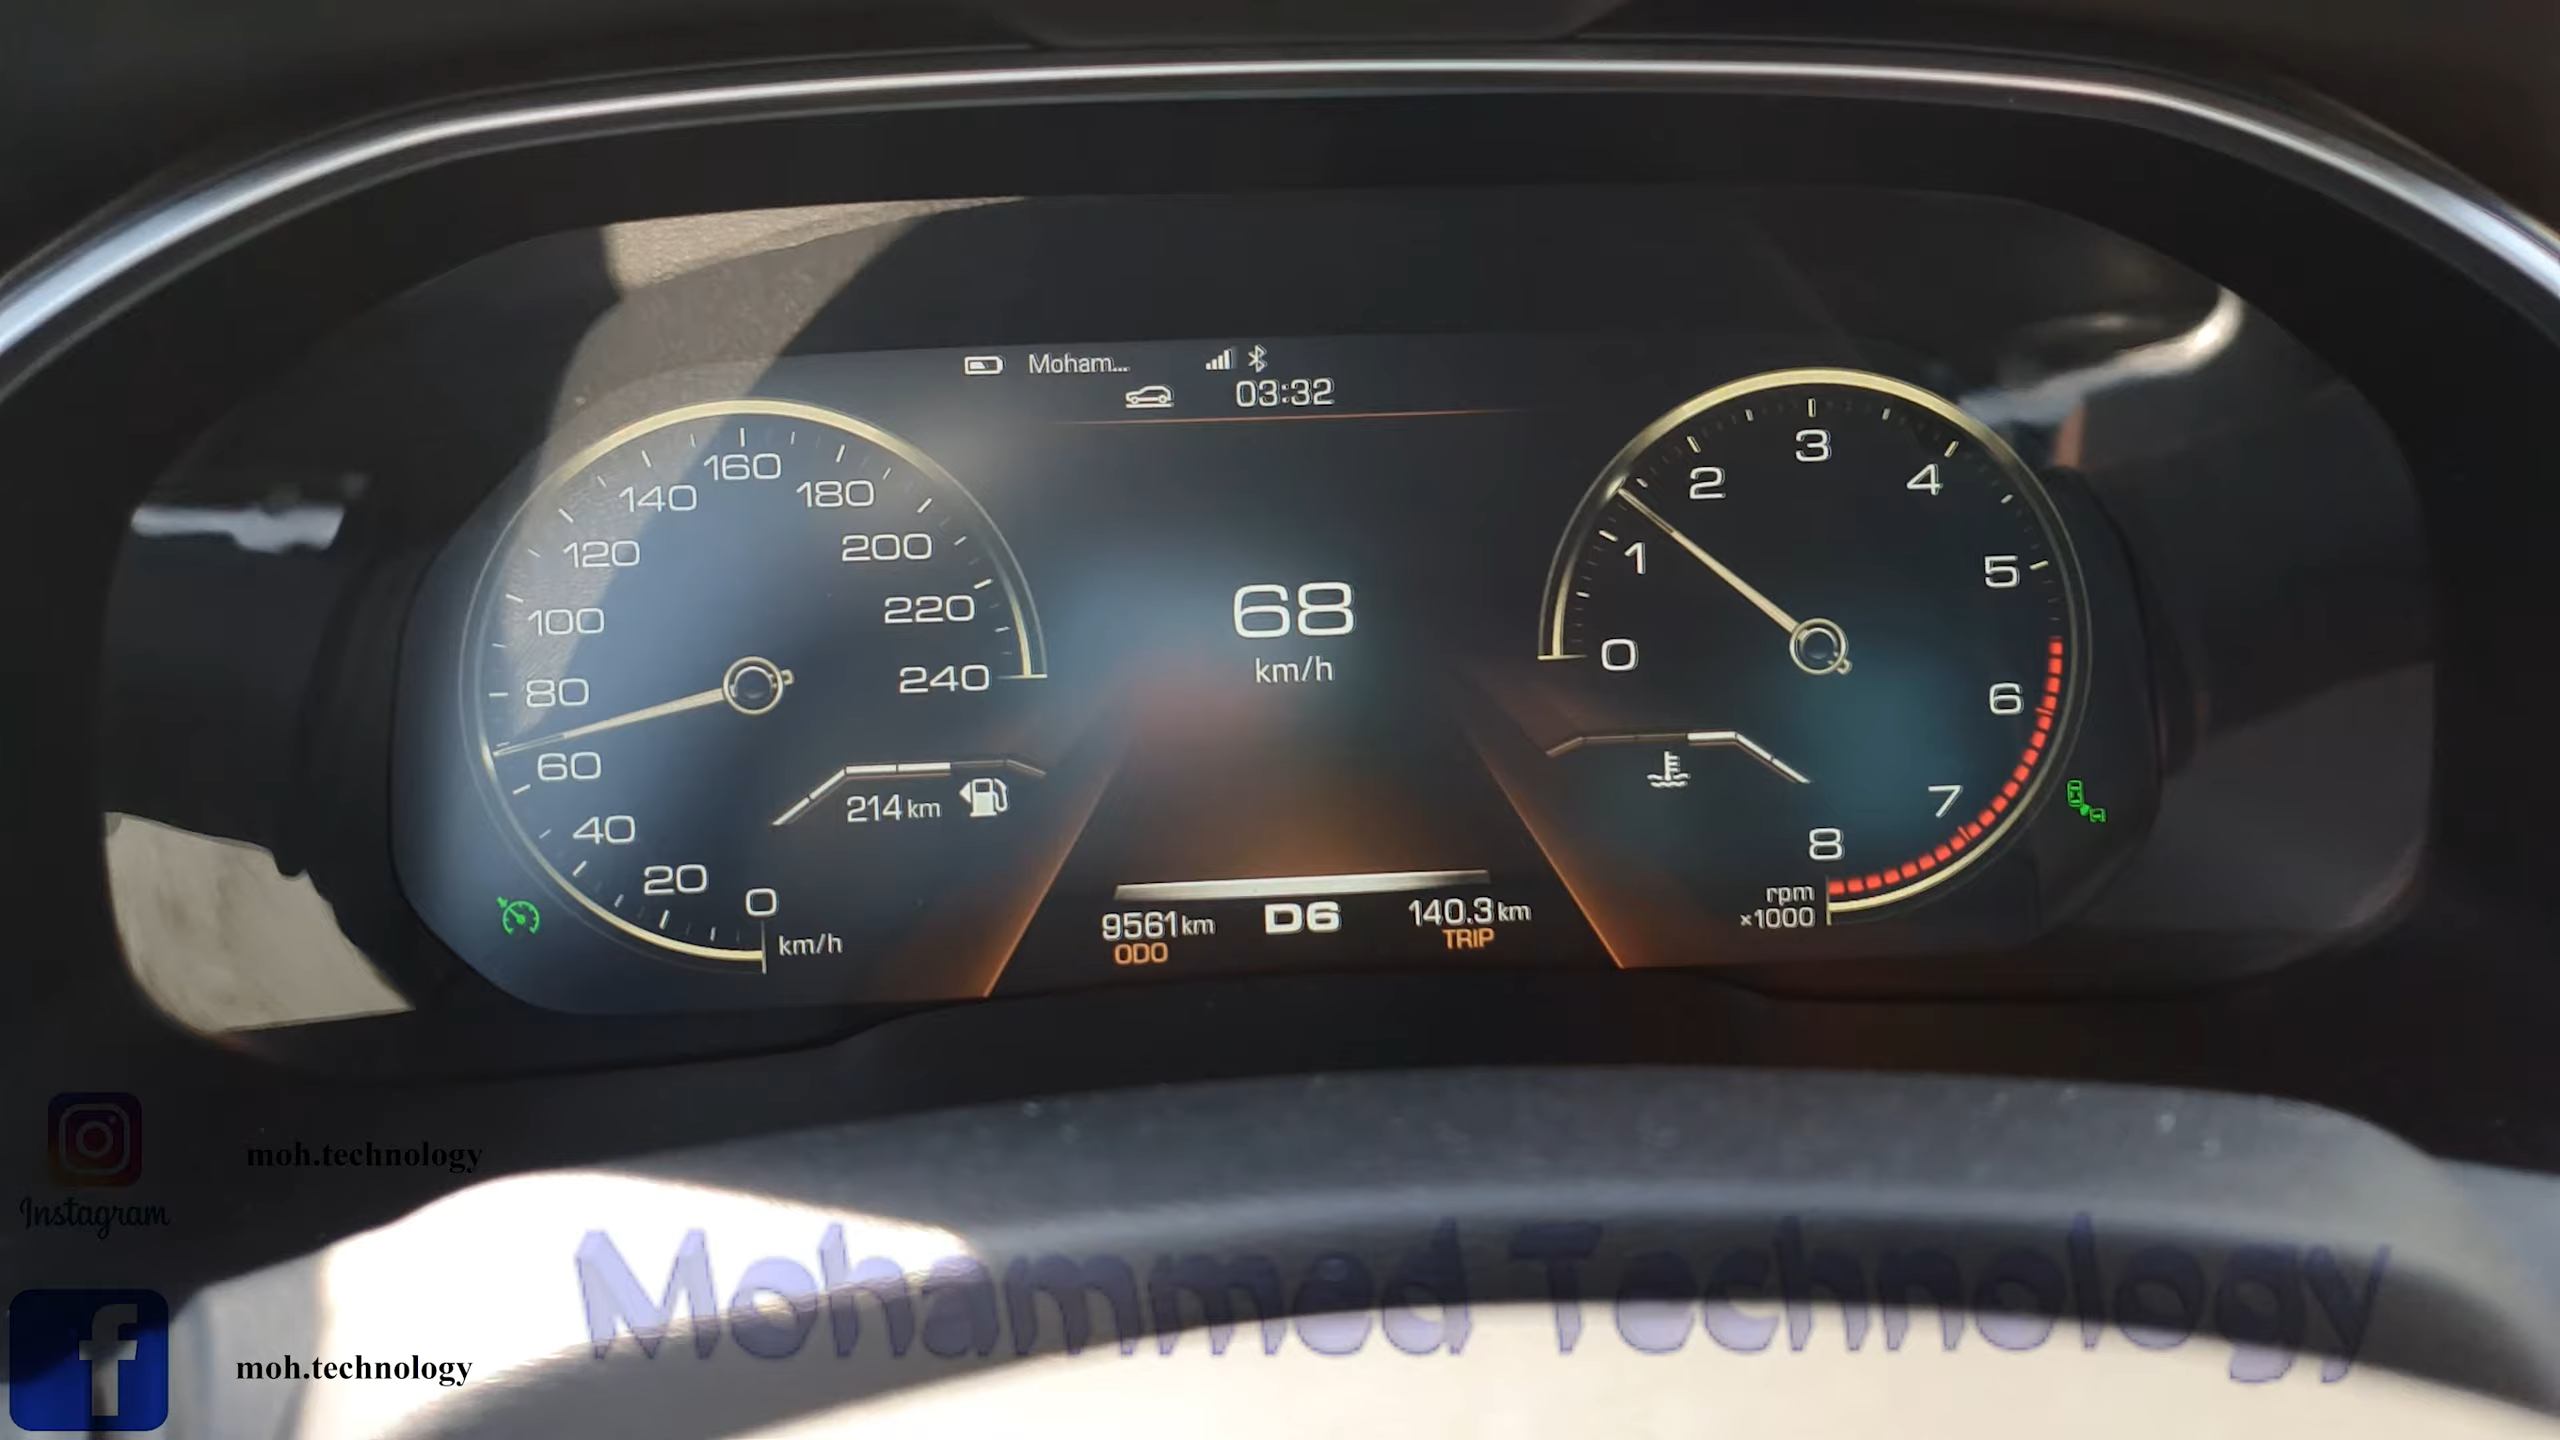 Moham...
03:32
160
140
180
120
200
100
220
80
240
60
40
20
0
km/h
214 km
68
km/h
9561 km
ODO
D6
140.3 km
TRIP
3
2
4
1
5
0
6
7
8
rpm
×1000
Instagram
moh.technology
Mohammed Technology
f
moh.technology